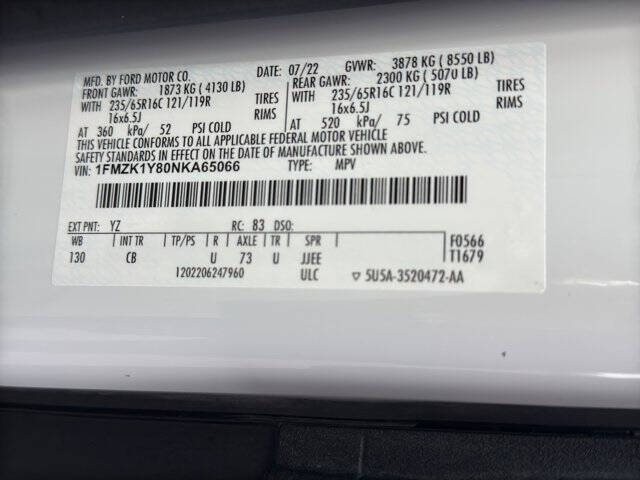 MFD. BY FORD MOTOR CO. DATE: 07/22 GVWR: 3878 KG ( 8550 LB)
FRONT GAWR: 1873 KG ( 4130 LB) REAR GAWR: 2300 KG ( 5070 LB)
WITH 235/65R16C 121/119R TIRES WITH 235/65R16C 121/119R TIRES
16x6.5J RIMS 16x6.5J RIMS
AT 360 kPa/ 52 PSI COLD AT 520 kPa/ 75 PSI COLD
THIS VEHICLE CONFORMS TO ALL APPLICABLE FEDERAL MOTOR VEHICLE
SAFETY STANDARDS IN EFFECT ON THE DATE OF MANUFACTURE SHOWN ABOVE.
VIN: 1FMZK1Y80NKA65066 TYPE: MPV
EXT PNT: YZ RC: 83 DSO:
WB INT TR TP/PS R AXLE TR SPR F0566
130 CB U 73 U JJEE T1679
1202206247960 ULC ▽ 5U5A-3520472-AA